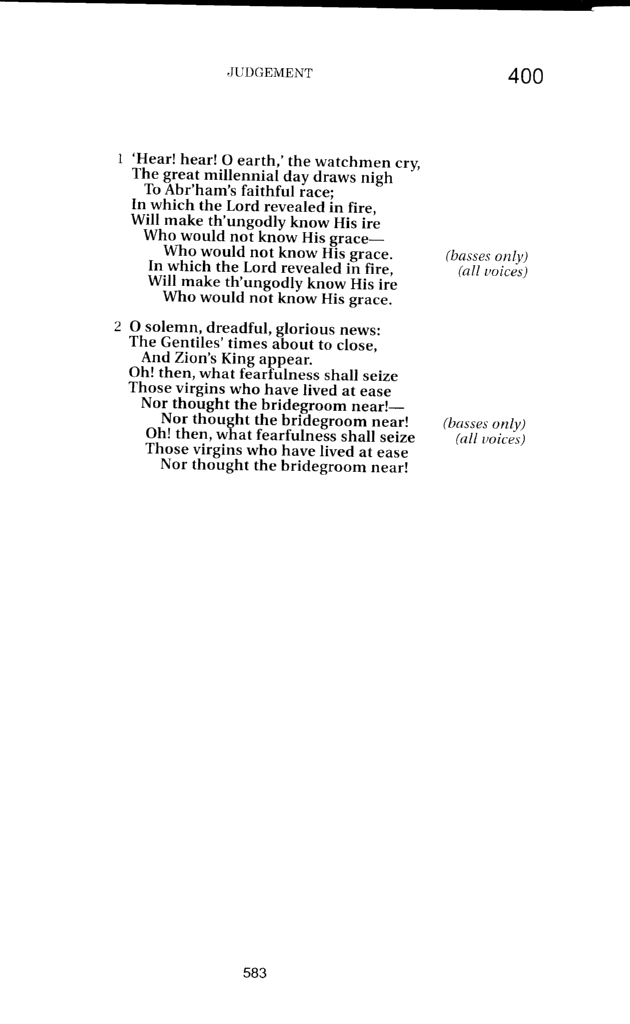 JUDGEMENT 400
1 ‘Hear! hear! O earth,’ the watchmen cry,
The great millennial day draws nigh
To Abr’ham’s faithful race;
In which the Lord revealed in fire,
Will make th’ungodly know His ire
Who would not know His grace—
Who would not know His grace. (basses only)
In which the Lord revealed in fire, (all voices)
Will make th’ungodly know His ire
Who would not know His grace.
2 O solemn, dreadful, glorious news:
The Gentiles’ times about to close,
And Zion’s King appear.
Oh! then, what fearfulness shall seize
Those virgins who have lived at ease
Nor thought the bridegroom near!—
Nor thought the bridegroom near! (basses only)
Oh! then, what fearfulness shall seize (all voices)
Those virgins who have lived at ease
Nor thought the bridegroom near!
583